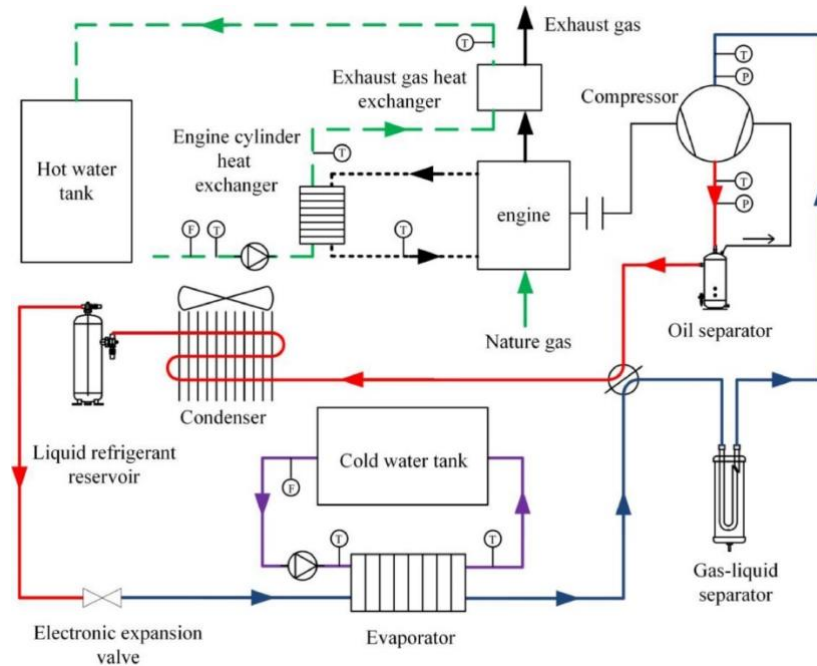 Exhaust gas
T
Exhaust gas heat
exchanger
Compressor
T
P
Engine cylinder
heat
exchanger
T
Hot water
tank
engine
T
P
F
T
T
Nature gas
Oil separator
Condenser
Liquid refrigerant
reservoir
Cold water tank
F
T
T
Gas-liquid
separator
Evaporator
Electronic expansion
valve